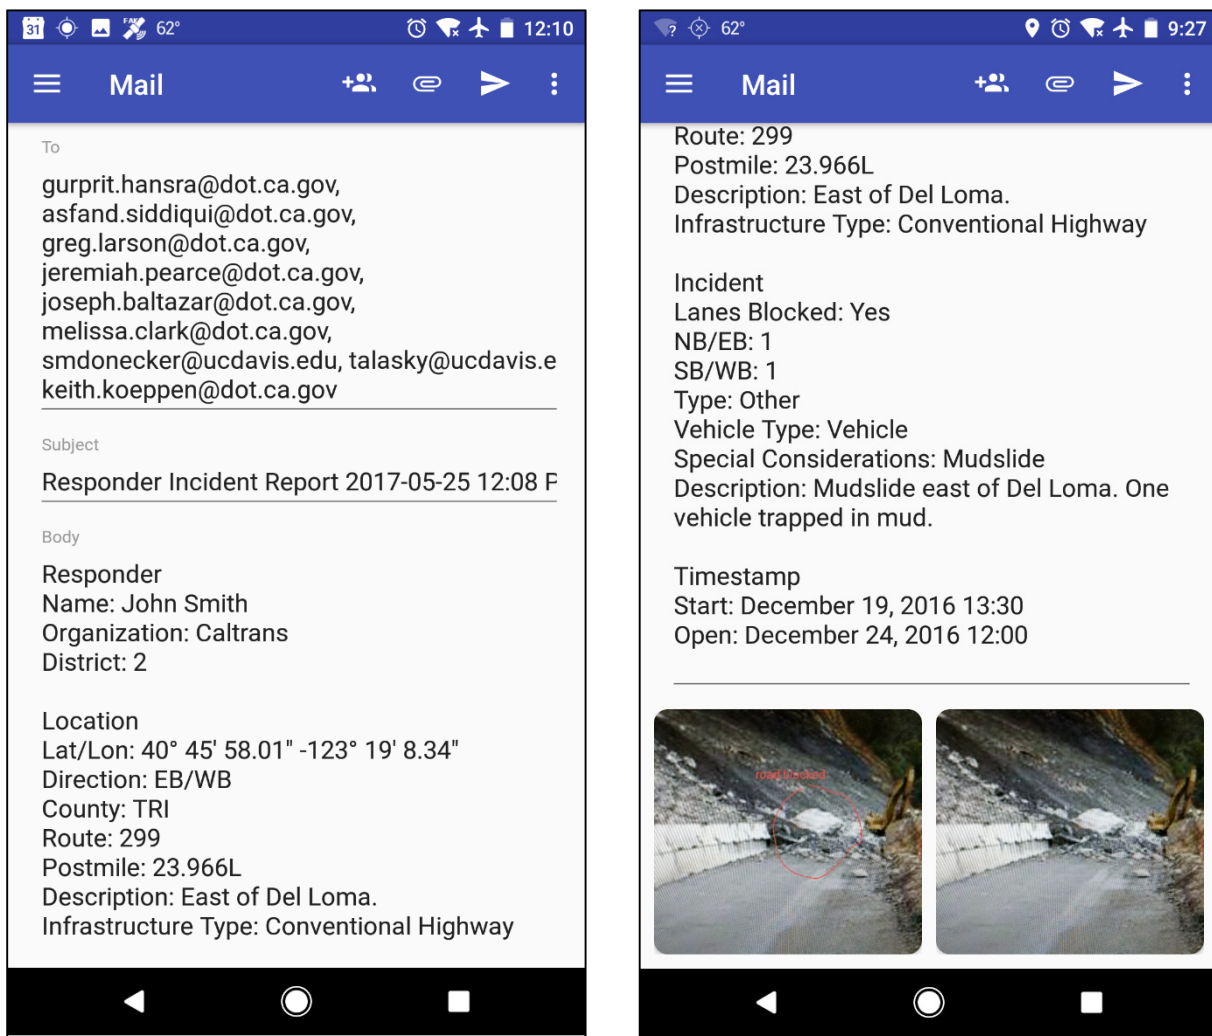 31
FAKE
62°
12:10
Mail
To
gurprit.hansra@dot.ca.gov,
asfand.siddiqui@dot.ca.gov,
greg.larson@dot.ca.gov,
jeremiah.pearce@dot.ca.gov,
joseph.baltazar@dot.ca.gov,
melissa.clark@dot.ca.gov,
smdonecker@ucdavis.edu, talasky@ucdavis.e
keith.koeppen@dot.ca.gov
Subject
Responder Incident Report 2017-05-25 12:08 P
Body
Responder
Name: John Smith
Organization: Caltrans
District: 2
Location
Lat/Lon: 40° 45' 58.01" -123° 19' 8.34"
Direction: EB/WB
County: TRI
Route: 299
Postmile: 23.966L
Description: East of Del Loma.
Infrastructure Type: Conventional Highway
?
62°
9:27
Mail
Route: 299
Postmile: 23.966L
Description: East of Del Loma.
Infrastructure Type: Conventional Highway
Incident
Lanes Blocked: Yes
NB/EB: 1
SB/WB: 1
Type: Other
Vehicle Type: Vehicle
Special Considerations: Mudslide
Description: Mudslide east of Del Loma. One
vehicle trapped in mud.
Timestamp
Start: December 19, 2016 13:30
Open: December 24, 2016 12:00
road blocked